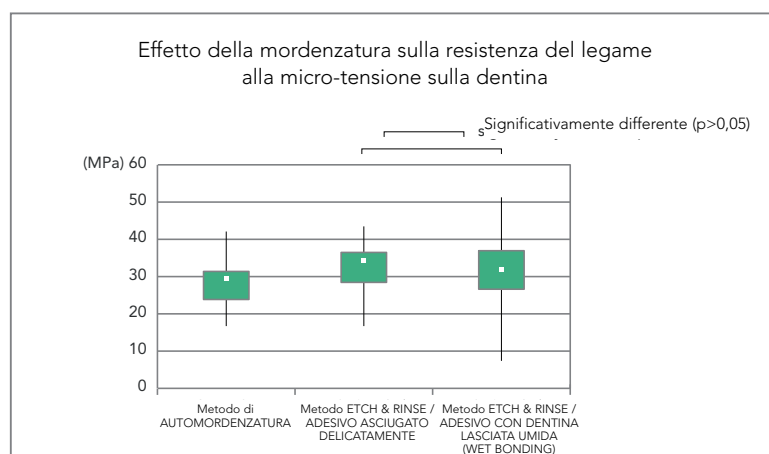 Effetto della mordenzatura sulla resistenza del legame
alla micro-tensione sulla dentina
sSignificativamente differente (p>0,05)
(MPa) 60
50
40
30
20
10
0
Metodo di
AUTOMORDENZATURA
Metodo ETCH & RINSE /
ADESIVO ASCIUGATO
DELICATAMENTE
Metodo ETCH & RINSE /
ADESIVO CON DENTINA
LASCIATA UMIDA
(WET BONDING)